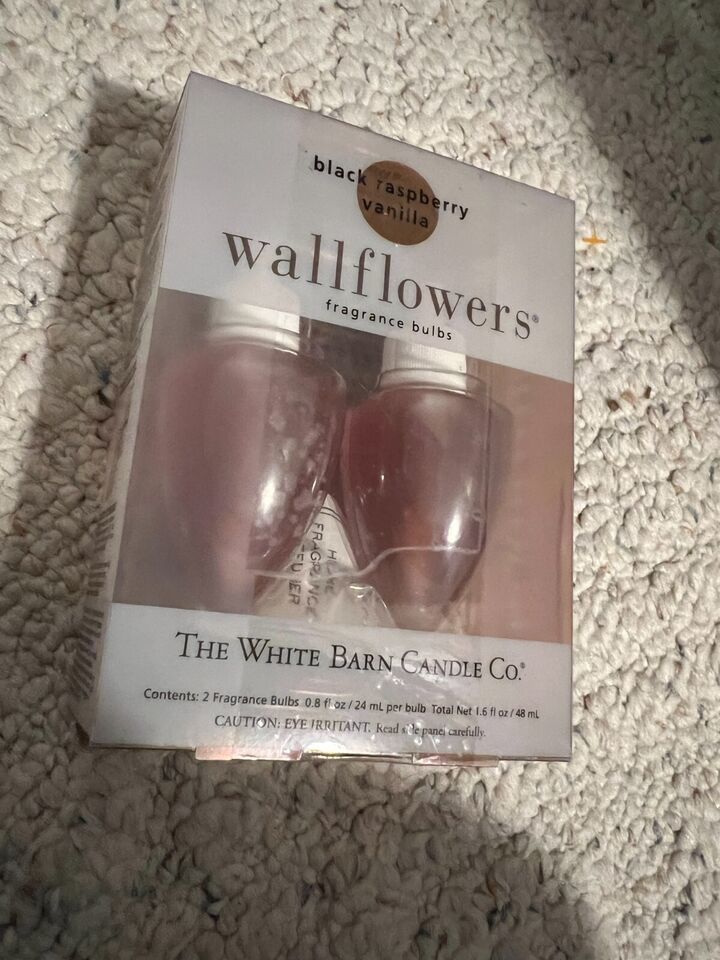 black raspberry
vanilla
wallflowers®
fragrance bulbs
FRAGRANCE
THE WHITE BARN CANDLE CO.®
Contents: 2 Fragrance Bulbs 0.8 fl oz / 24 mL per bulb Total Net 1.6 fl oz / 48 mL
CAUTION: EYE IRRITANT. Read side panel carefully.